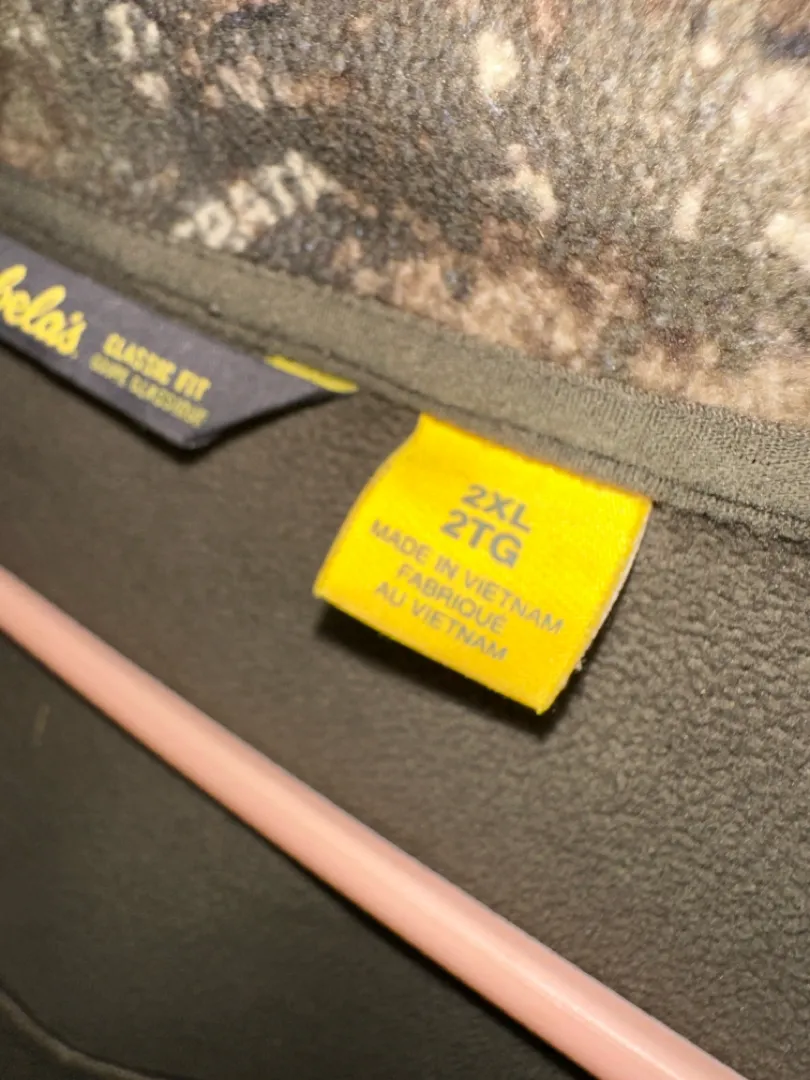 bela's
CLASSIC FIT
COUPE CLASSIQUE
2XL
2TG
MADE IN VIETNAM
FABRIQUÉ
AU VIETNAM